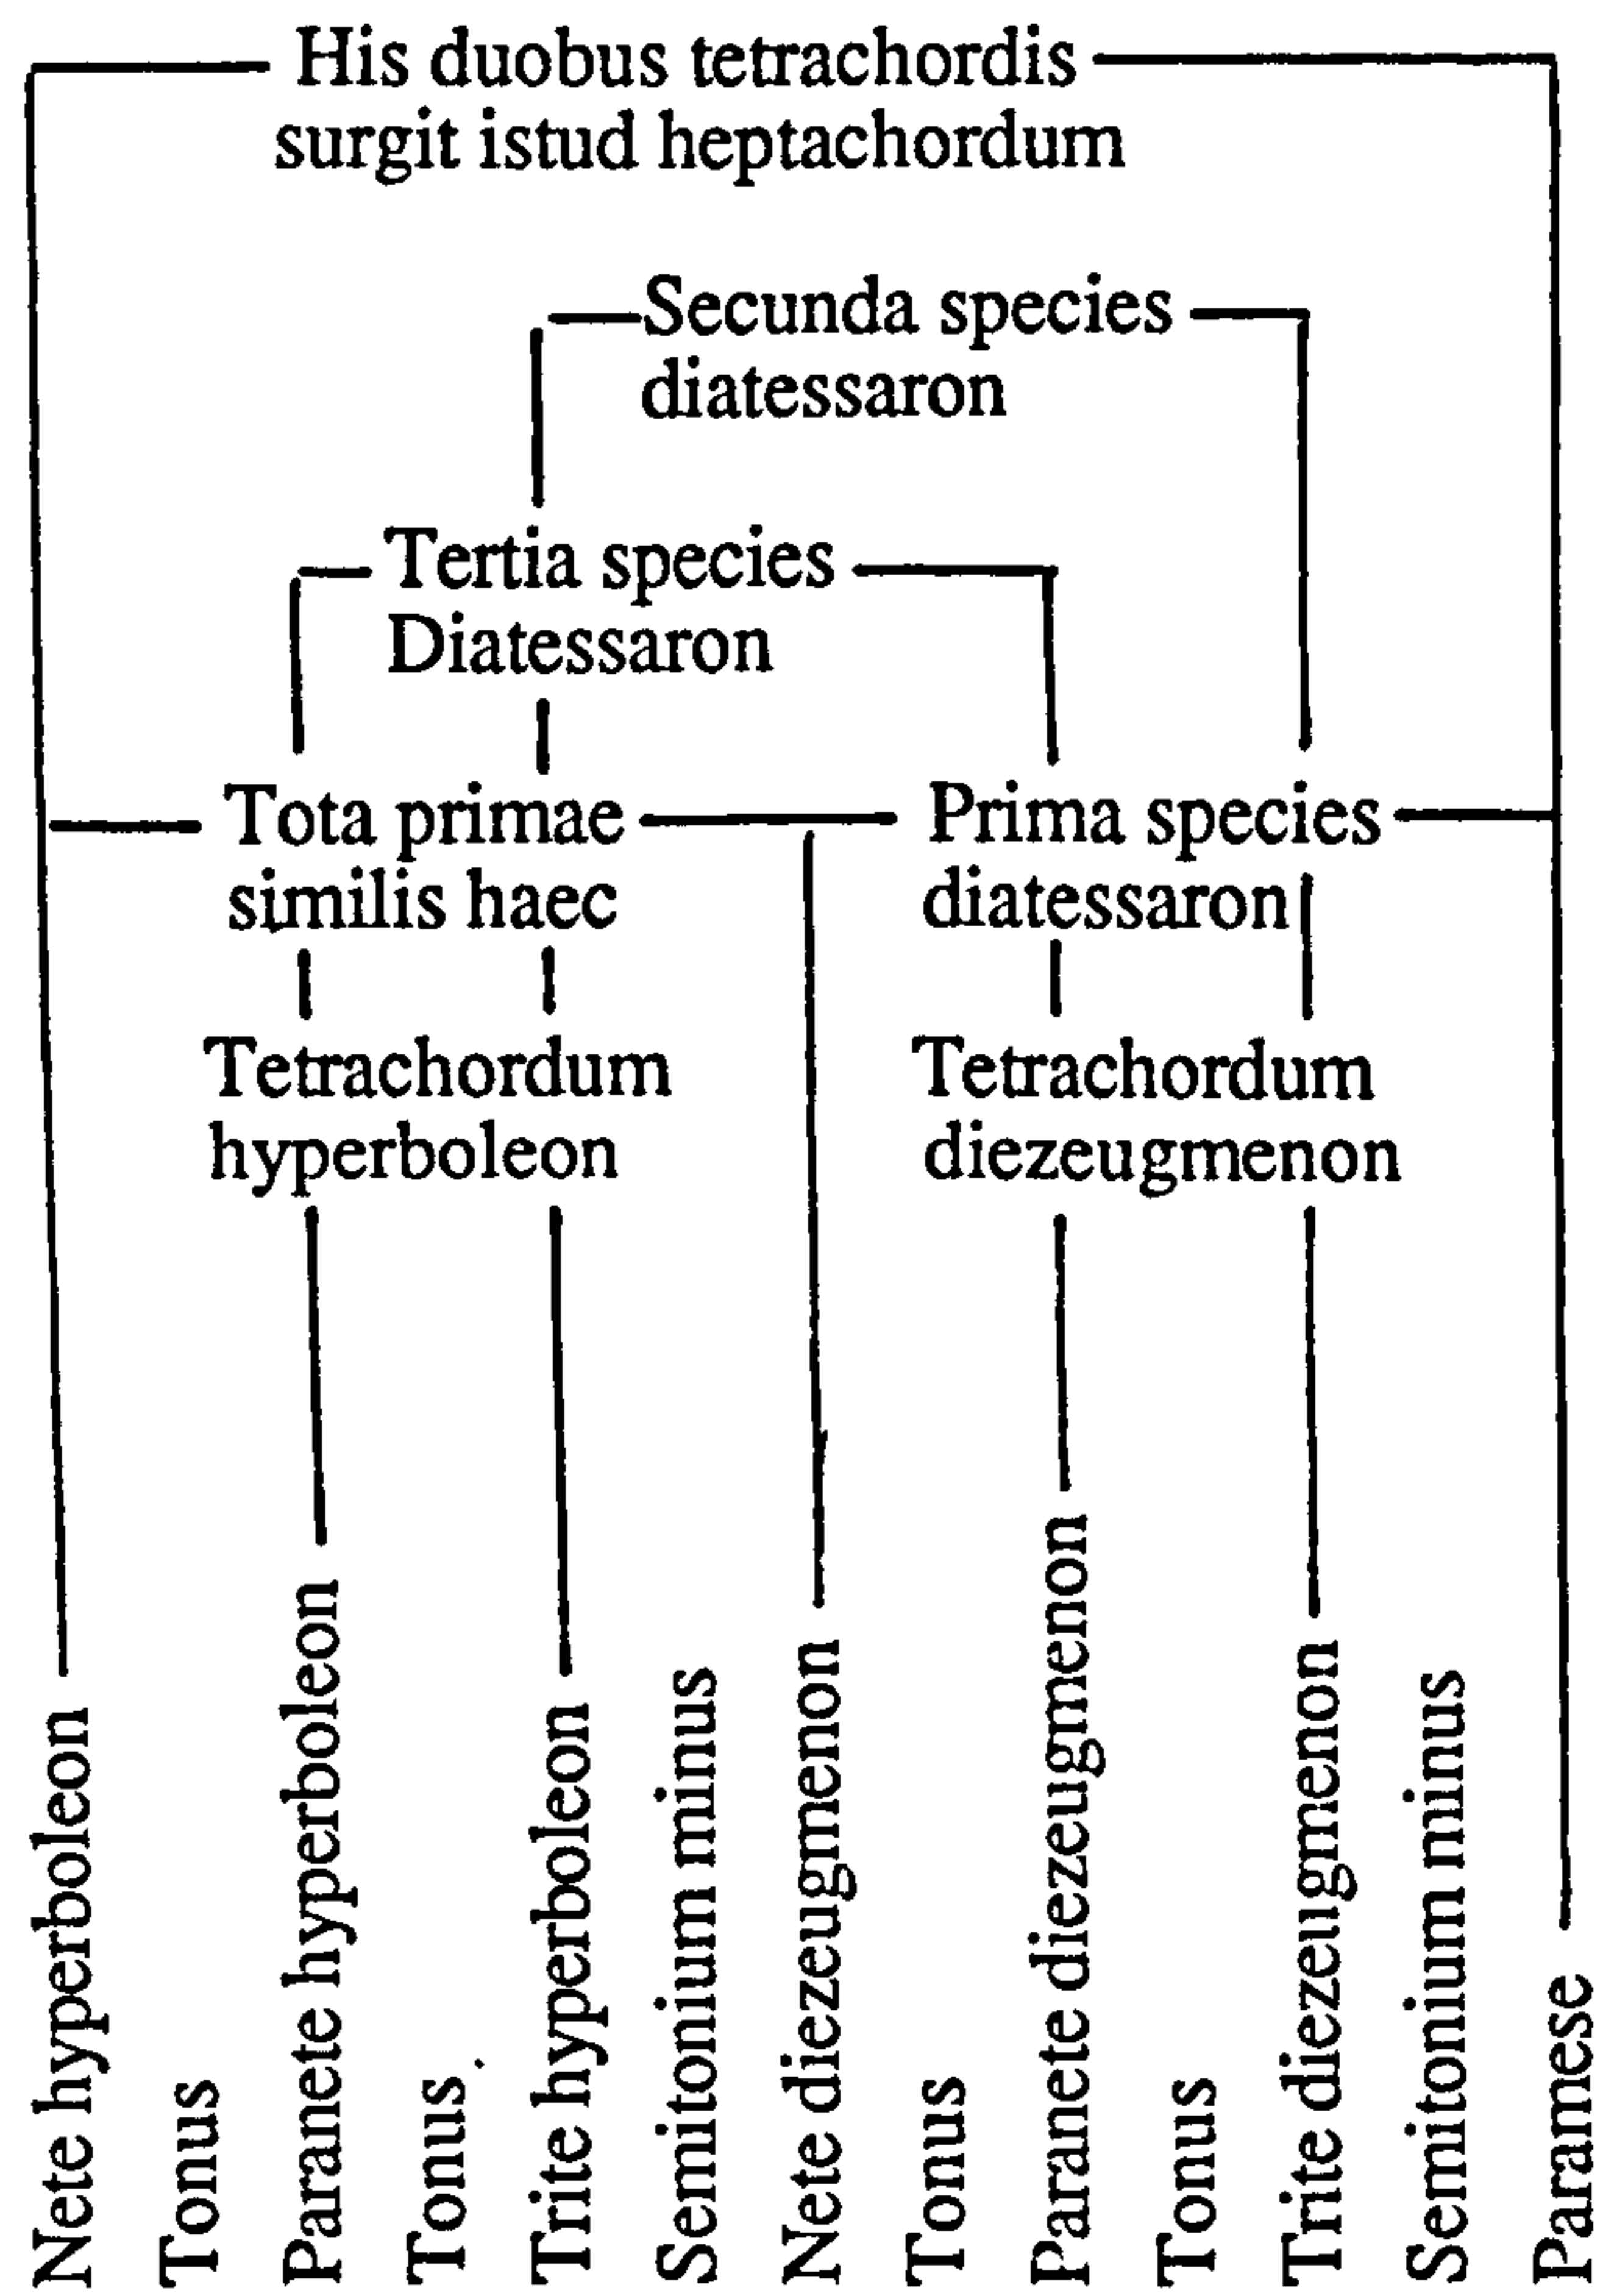 His duobus tetrachordis
surgit istud heptachordum
Secunda species
diatessaron
Tertia species
Diatessaron
Tota primae
similis haec
Prima species
diatessaron
Tetrachordum
hyperboleon
Tetrachordum
diezeugmenon
Nete hyperboleon
Tonus
Paranete hyperboleon
Tonus
Trite hyperboleon
Semitonium minus
Nete diezeugmenon
Tonus
Paranete diezeugmenon
Tonus
Trite diezeugmenon
Semitonium minus
Paramese